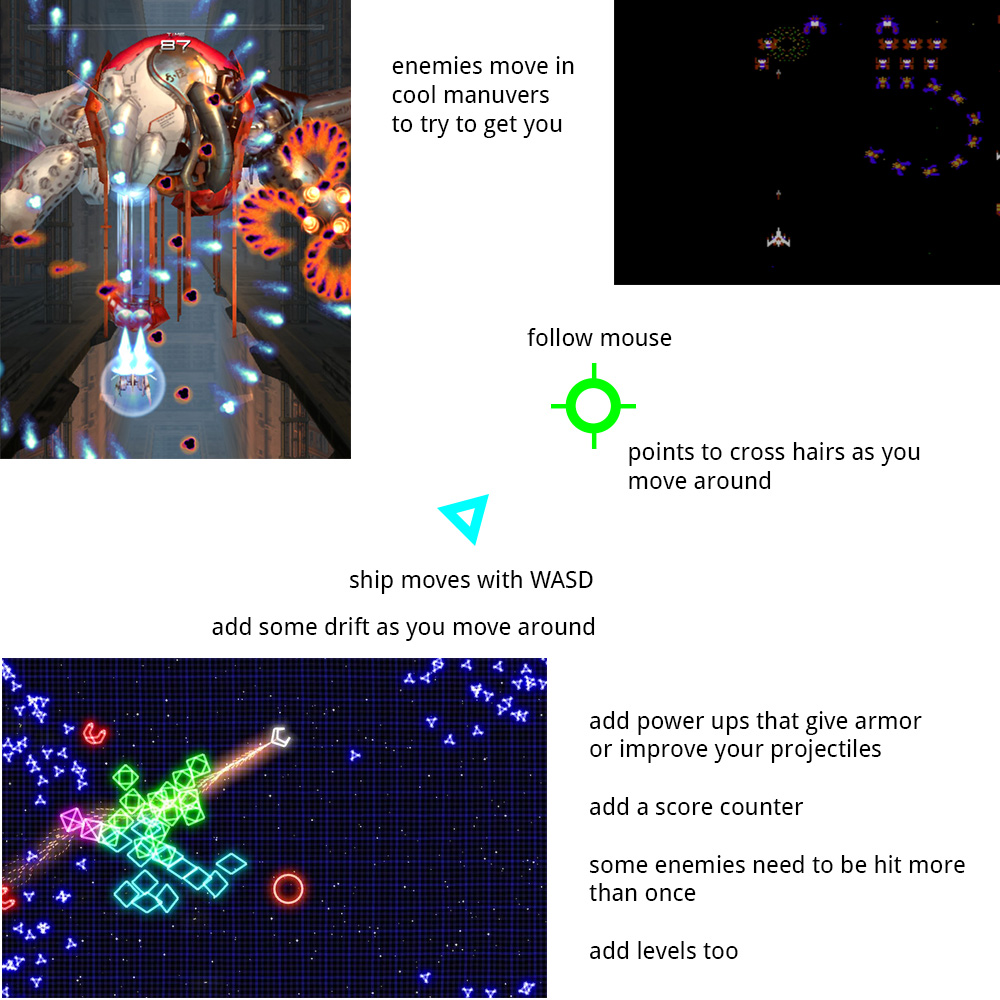 TIME
87
enemies move in
cool manuvers
to try to get you
follow mouse
points to cross hairs as you
move around
ship moves with WASD
add some drift as you move around
add power ups that give armor
or improve your projectiles
add a score counter
some enemies need to be hit more
than once
add levels too